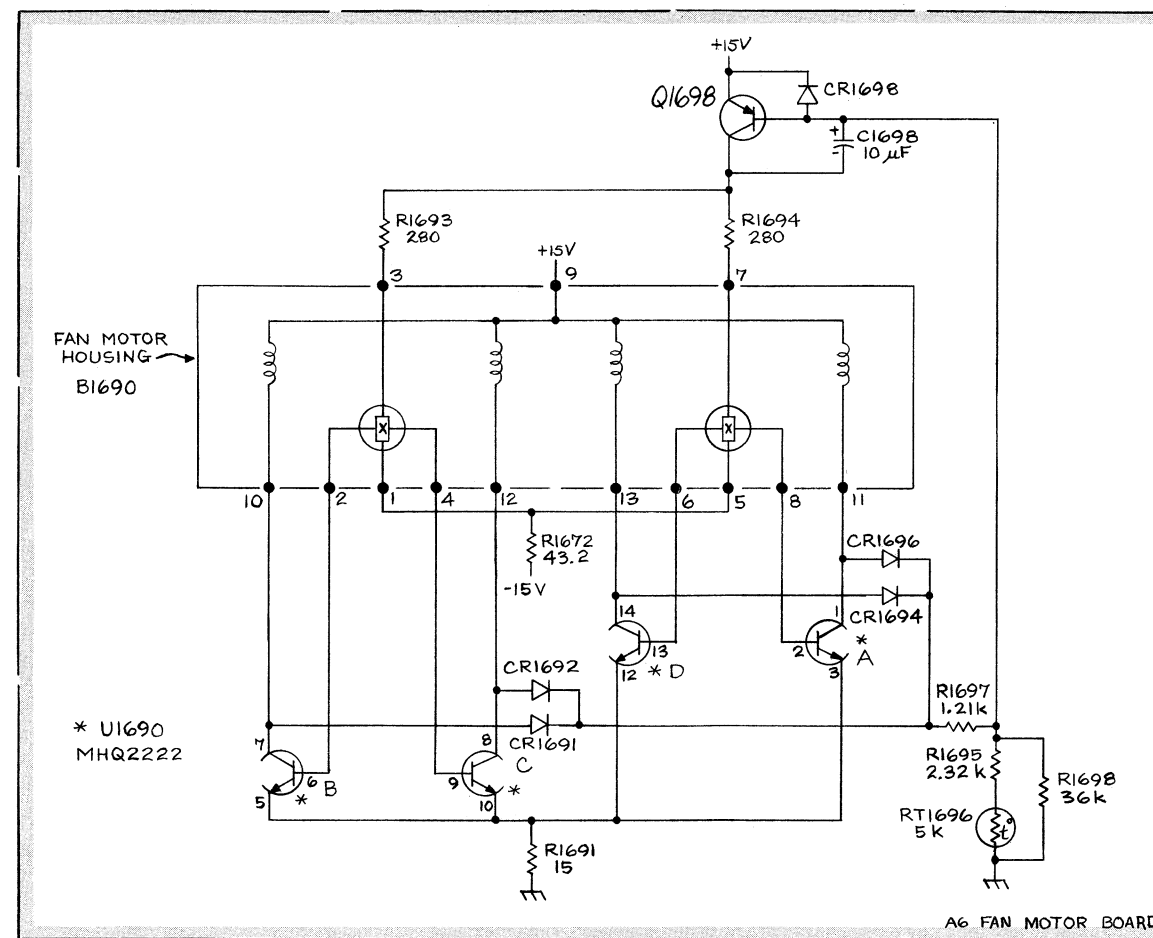 +15V
Q1698
CR1698
+
C1698
-
10 µF
R1693
280
R1694
280
+15V
3
9
7
FAN MOTOR
HOUSING
B1690
X
X
10
2
1
4
12
13
6
5
8
11
R1672
43.2
-15V
CR1696
CR1694
14
13
12
* D
1
2
3
*
A
CR1692
CR1691
R1697
1.21k
* U1690
MHQ2222
7
6
5
* B
8
9
10
C
*
R1695
2.32 k
R1698
36k
RT1696
5 k
t°
R1691
15
A6 FAN MOTOR BOARD